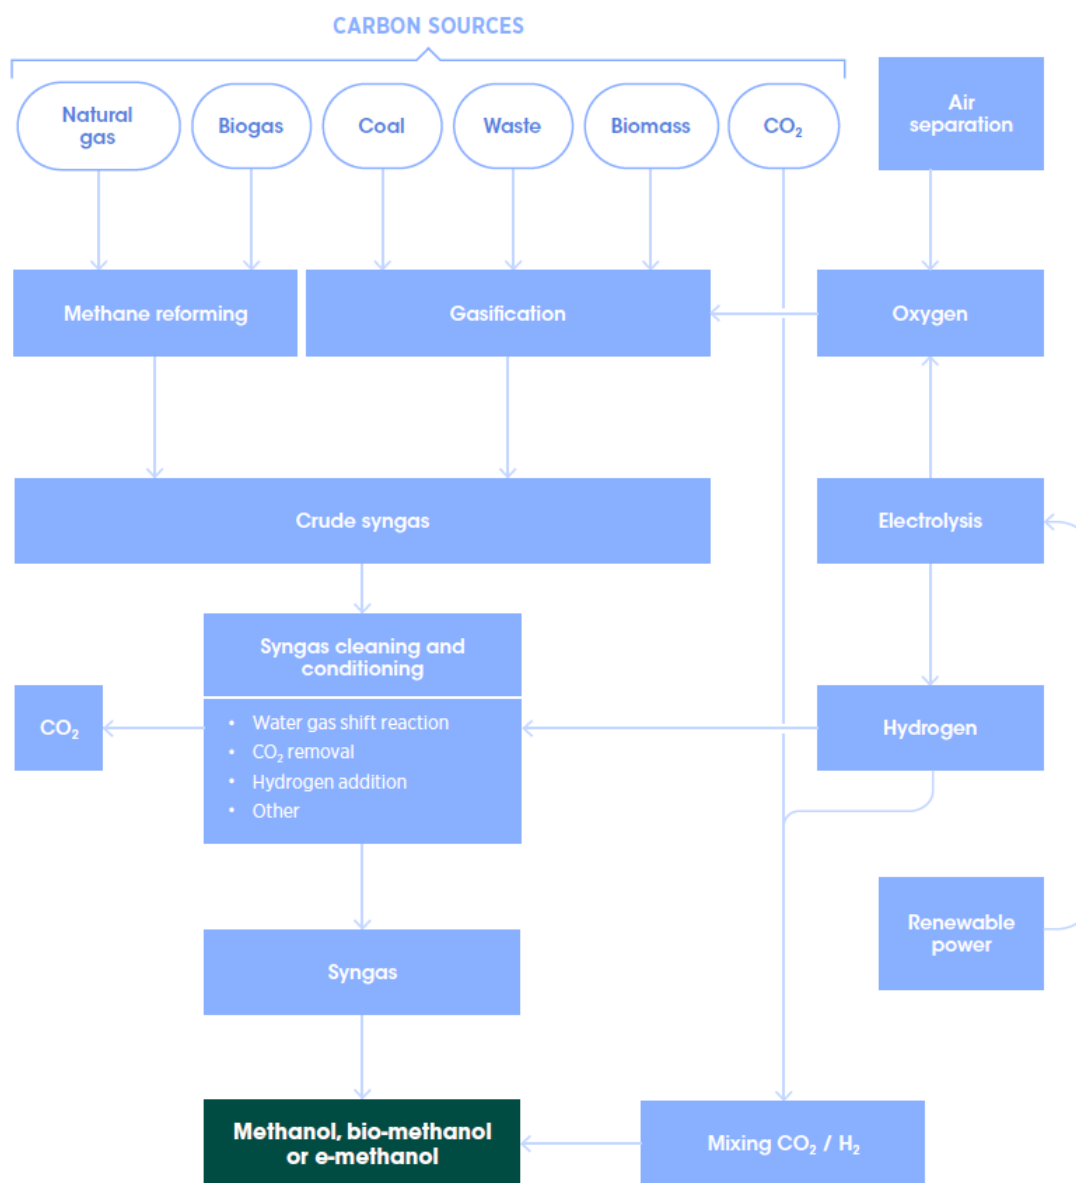 CARBON SOURCES
Natural
gas
Biogas
Coal
Waste
Biomass
CO₂
Air
separation
Methane reforming
Gasification
Oxygen
Crude syngas
Electrolysis
Syngas cleaning and
conditioning
CO₂
• Water gas shift reaction
• CO₂ removal
• Hydrogen addition
• Other
Hydrogen
Renewable
power
Syngas
Methanol, bio-methanol
or e-methanol
Mixing CO₂ / H₂